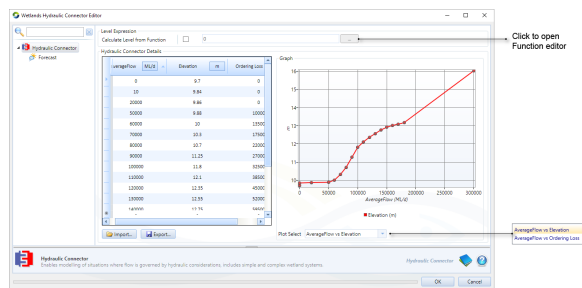 Wetlands Hydraulic Connector Editor
Level Expression
Calculate Level from Function 0 ...
Click to open
Function editor
Hydraulic Connector
Forecast
Hydraulic Connector Details
AverageFlow ML/d Elevation m Ordering Loss
0 9.7 0
10 9.84 0
20000 9.86 0
50000 9.88 10000
60000 10 13500
70000 10.3 17500
80000 10.7 22000
90000 11.25 27000
100000 11.8 32500
110000 12.1 38500
120000 12.35 45000
130000 12.55 52000
140000 12.75
Graph
16
15
14
13
12
11
10
m
0 50000 100000 150000 200000 250000 300000
AverageFlow (ML/d)
Elevation (m)
Import... Export...
Plot Select AverageFlow vs Elevation
AverageFlow vs Elevation
AverageFlow vs Ordering Loss
Hydraulic Connector
Enables modelling of situations where flow is governed by hydraulic considerations. Includes simple and complex wetland systems
Hydraulic Connector
OK Cancel